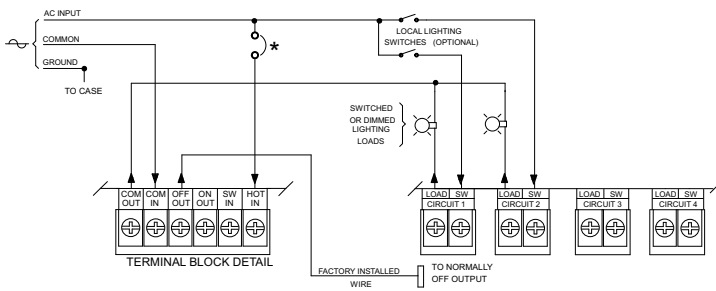 AC INPUT
COMMON
GROUND
TO CASE
*
LOCAL LIGHTING
SWITCHES (OPTIONAL)
SWITCHED
OR DIMMED
LIGHTING
LOADS
COM OUT
COM IN
OFF OUT
ON OUT
SW IN
HOT IN
TERMINAL BLOCK DETAIL
LOAD SW
CIRCUIT 1
LOAD SW
CIRCUIT 2
LOAD SW
CIRCUIT 3
LOAD SW
CIRCUIT 4
FACTORY INSTALLED
WIRE
TO NORMALLY
OFF OUTPUT